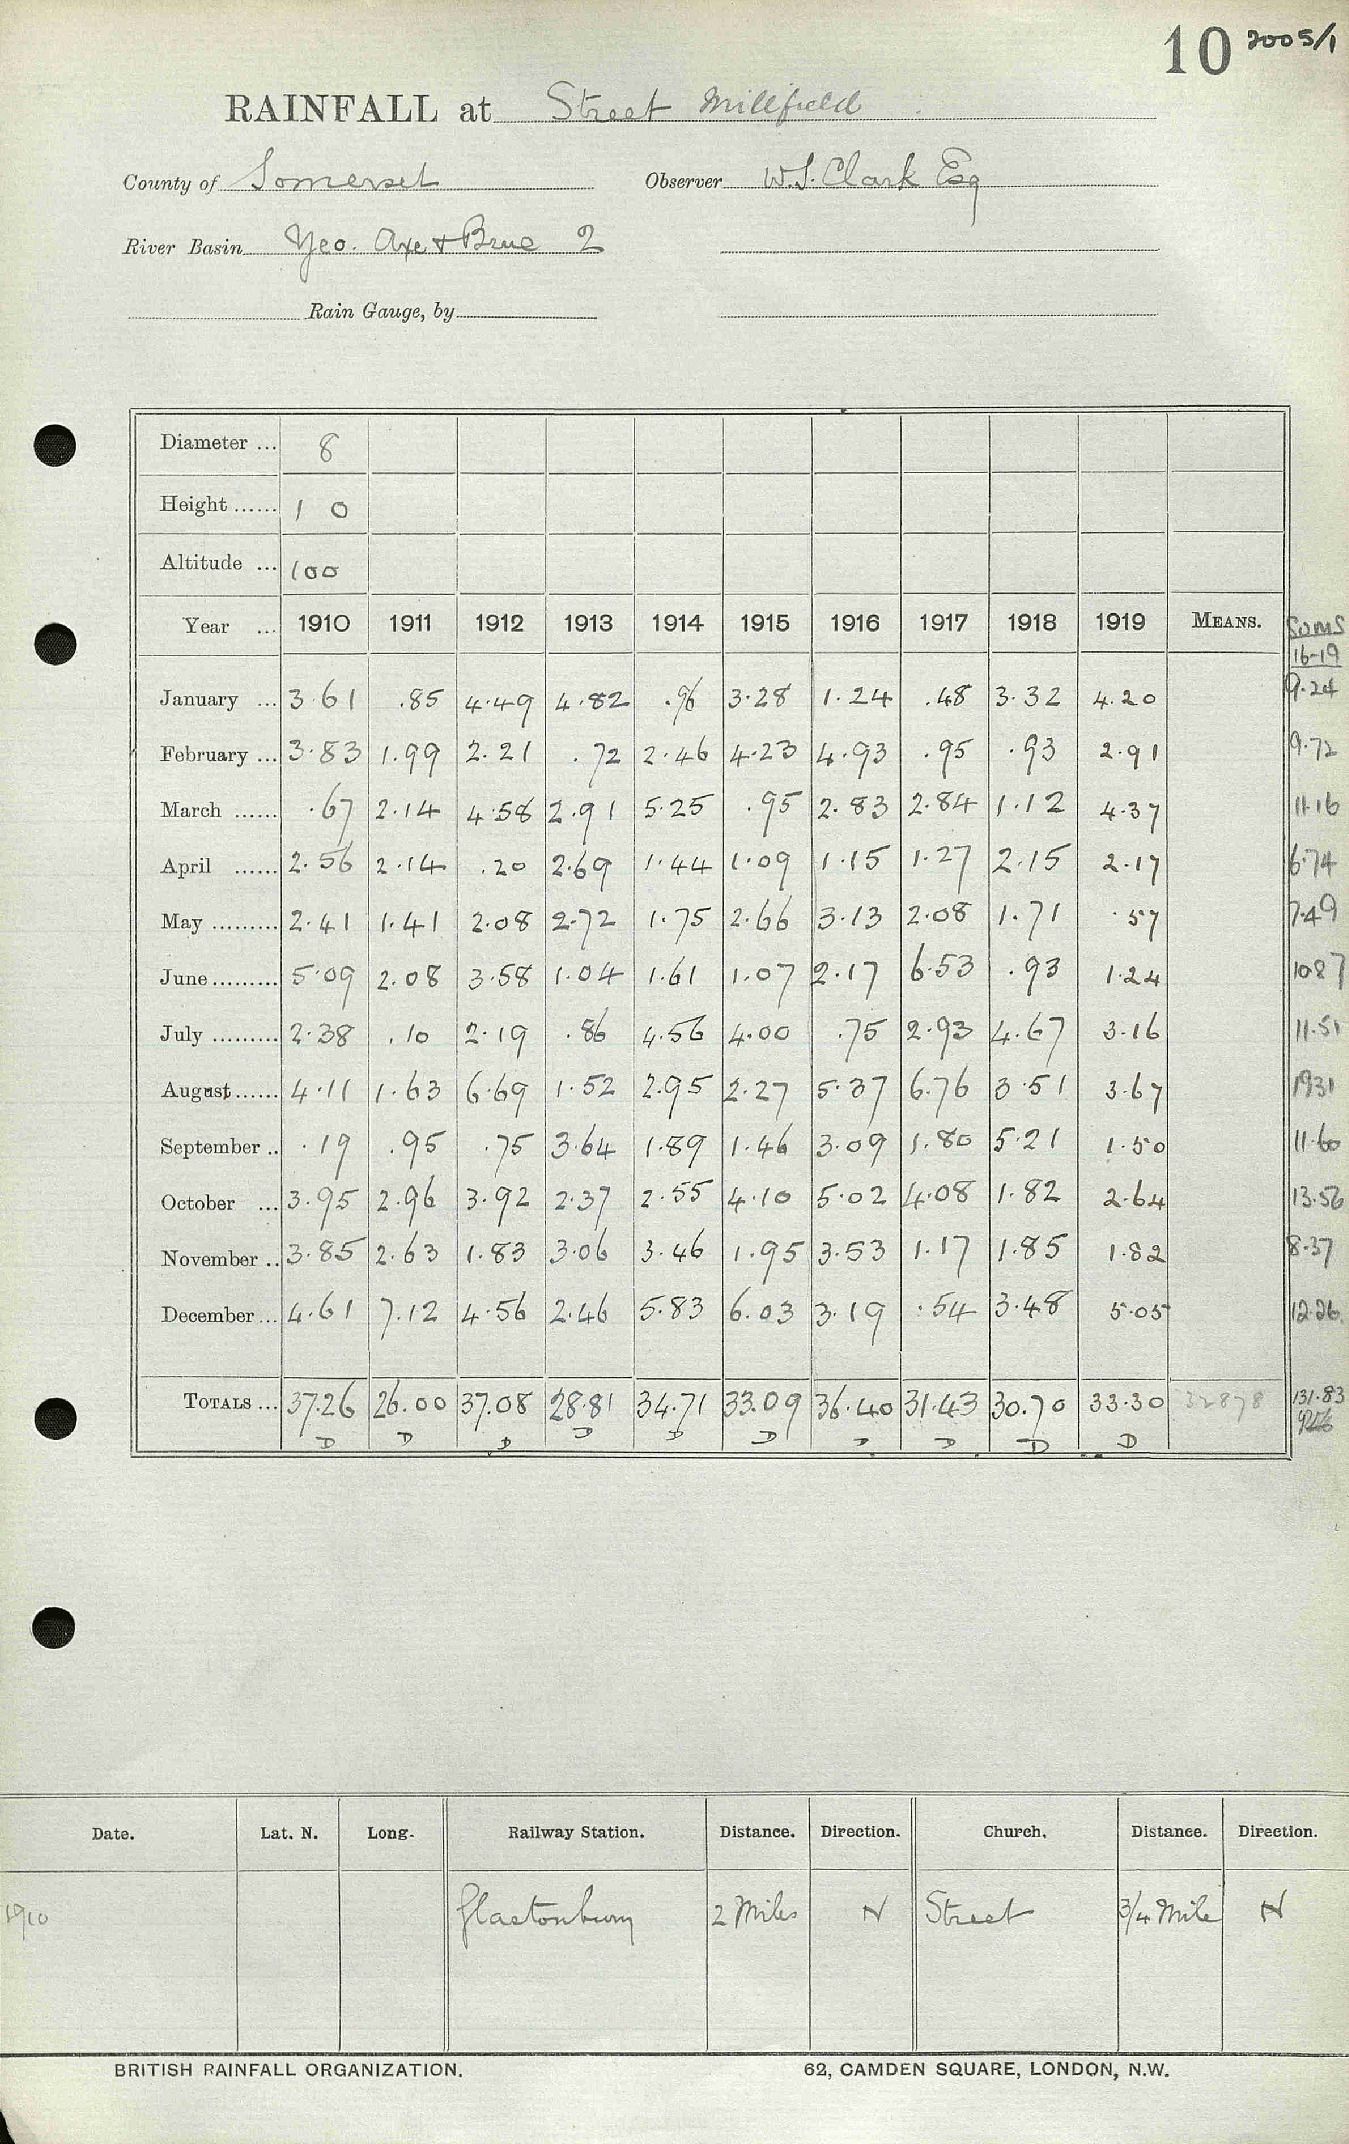 10 2005/1
RAINFALL at Street Millfield
County of Somerset Observer W.S. Clark Esq
River Basin Yeo. Axe & Brue 2
Rain Gauge, by
Diameter ... 8
Height ...... 1 0
Altitude ... 100
Year ... 1910 1911 1912 1913 1914 1915 1916 1917 1918 1919 MEANS. SUMS 16-19
January ... 3.61 .85 4.49 4.82 .96 3.28 1.24 .48 3.32 4.20 9.24
February ... 3.83 1.99 2.21 .72 2.46 4.23 4.93 .95 .93 2.91 9.72
March ...... .67 2.14 4.58 2.91 5.25 .95 2.83 2.84 1.12 4.37 11.16
April ...... 2.56 2.14 .20 2.69 1.44 1.09 1.15 1.27 2.15 2.17 6.74
May ......... 2.41 1.41 2.08 2.72 1.75 2.66 3.13 2.08 1.71 .57 7.49
June ......... 5.09 2.08 3.58 1.04 1.61 1.07 2.17 6.53 .93 1.24 10.87
July ......... 2.38 .10 2.19 .86 4.56 4.00 .75 2.93 4.67 3.16 11.51
August ...... 4.11 1.63 6.69 1.52 2.95 2.27 5.37 6.76 3.51 3.67 19.31
September .. .19 .95 .75 3.64 1.89 1.46 3.09 1.80 5.21 1.50 11.60
October ... 3.95 2.96 3.92 2.37 2.55 4.10 5.02 4.08 1.82 2.64 13.56
November .. 3.85 2.63 1.83 3.06 3.46 1.95 3.53 1.17 1.85 1.82 8.37
December ... 4.61 7.12 4.56 2.46 5.83 6.03 3.19 .54 3.48 5.05 12.26
TOTALS ... 37.26 26.00 37.08 28.81 34.71 33.09 36.40 31.43 30.70 33.30 32878 131.83
D D D D D D D D D D
Date. Lat. N. Long. Railway Station. Distance. Direction. Church. Distance. Direction.
1910 Glastonbury 2 Miles N Street 3/4 Mile N
BRITISH RAINFALL ORGANIZATION. 62, CAMDEN SQUARE, LONDON, N.W.